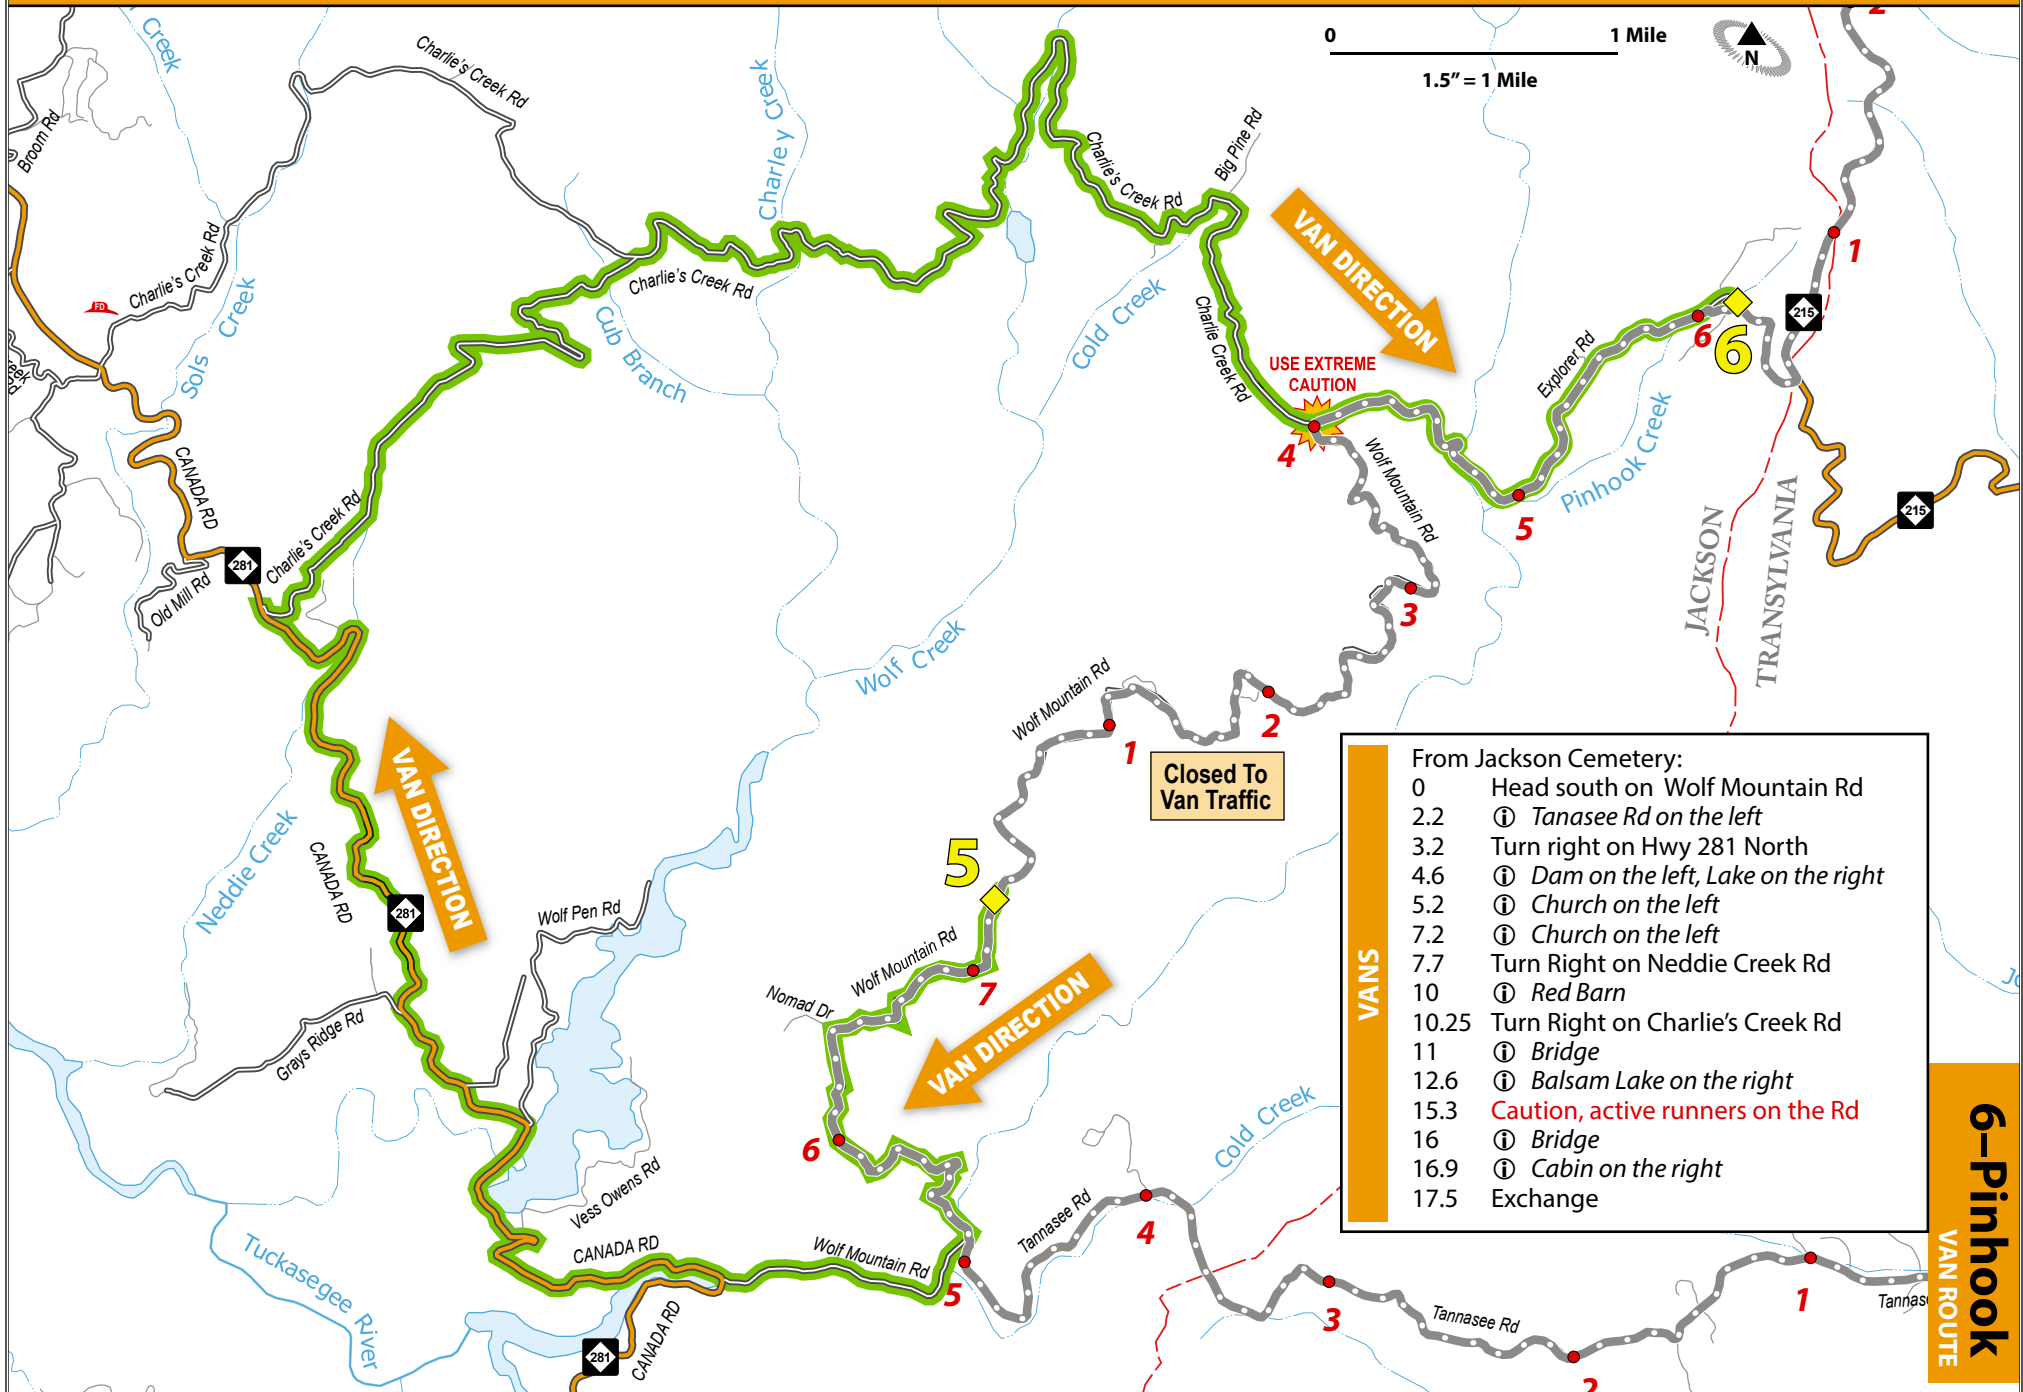 Creek
Charlie's Creek Rd
Charley Creek
0
1 Mile
1.5" = 1 Mile
N
2
Broom Rd
Charlie's Creek Rd
Big Pine Rd
VAN DIRECTION
1
215
Charlie's Creek Rd
FD
Sols Creek
Charlie's Creek Rd
Cub Branch
Cold Creek
Charlie Creek Rd
USE EXTREME
CAUTION
4
Explorer Rd
6
6
Pinhook Creek
5
Wolf Mountain Rd
215
JACKSON
TRANSYLVANIA
CANADA RD
281
Charlie's Creek Rd
Old Mill Rd
3
Wolf Creek
Wolf Mountain Rd
1
2
Closed To
Van Traffic
VAN DIRECTION
CANADA RD
Neddie Creek
281
5
Wolf Pen Rd
Wolf Mountain Rd
7
Nomad Dr
VAN DIRECTION
Grays Ridge Rd
6
Vess Owens Rd
Cold Creek
CANADA RD
Wolf Mountain Rd
5
Tannasee Rd
4
Tuckasegee River
281
CANADA RD
3
Tannasee Rd
2
1
VANS
From Jackson Cemetery:
0 Head south on Wolf Mountain Rd
2.2 ⓘ Tanasee Rd on the left
3.2 Turn right on Hwy 281 North
4.6 ⓘ Dam on the left, Lake on the right
5.2 ⓘ Church on the left
7.2 ⓘ Church on the left
7.7 Turn Right on Neddie Creek Rd
10 ⓘ Red Barn
10.25 Turn Right on Charlie's Creek Rd
11 ⓘ Bridge
12.6 ⓘ Balsam Lake on the right
15.3 Caution, active runners on the Rd
16 ⓘ Bridge
16.9 ⓘ Cabin on the right
17.5 Exchange
6–Pinhook
VAN ROUTE